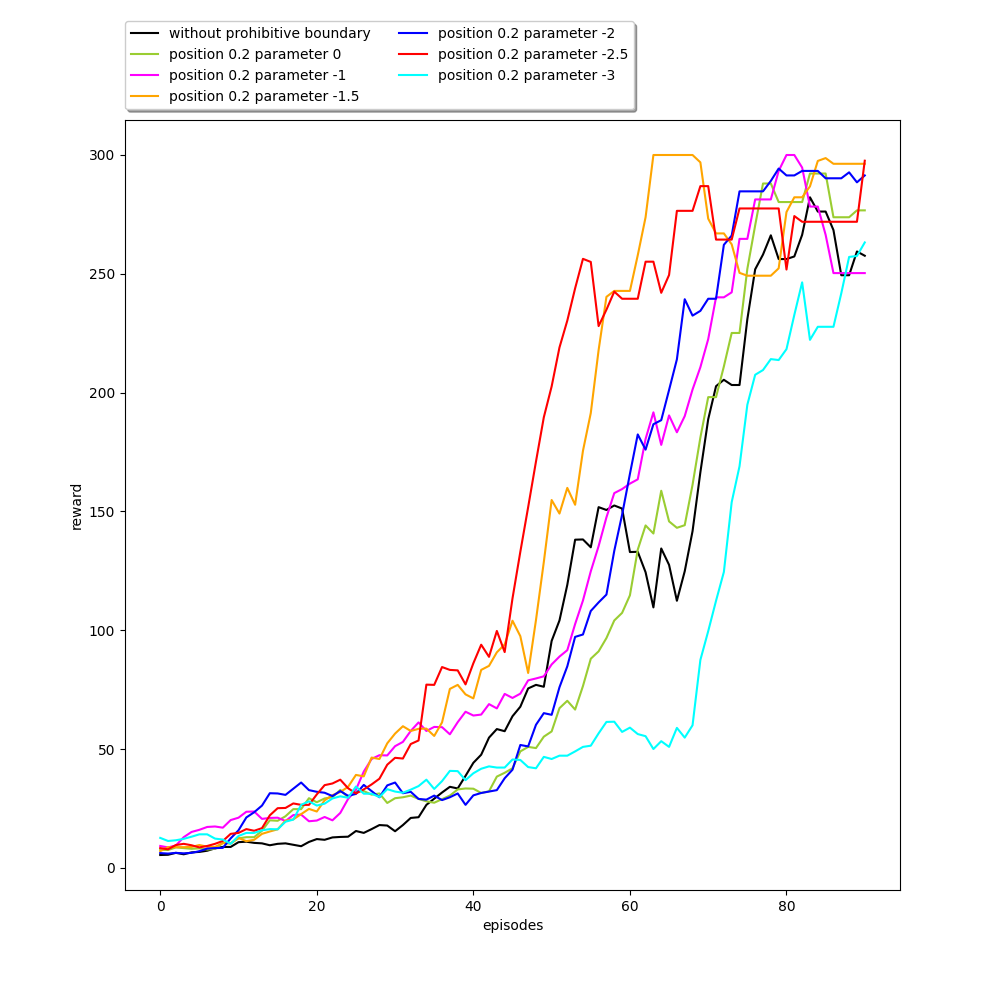 without prohibitive boundary
position 0.2 parameter 0
position 0.2 parameter -1
position 0.2 parameter -1.5
position 0.2 parameter -2
position 0.2 parameter -2.5
position 0.2 parameter -3
300
250
200
150
100
50
0
reward
0 20 40 60 80
episodes